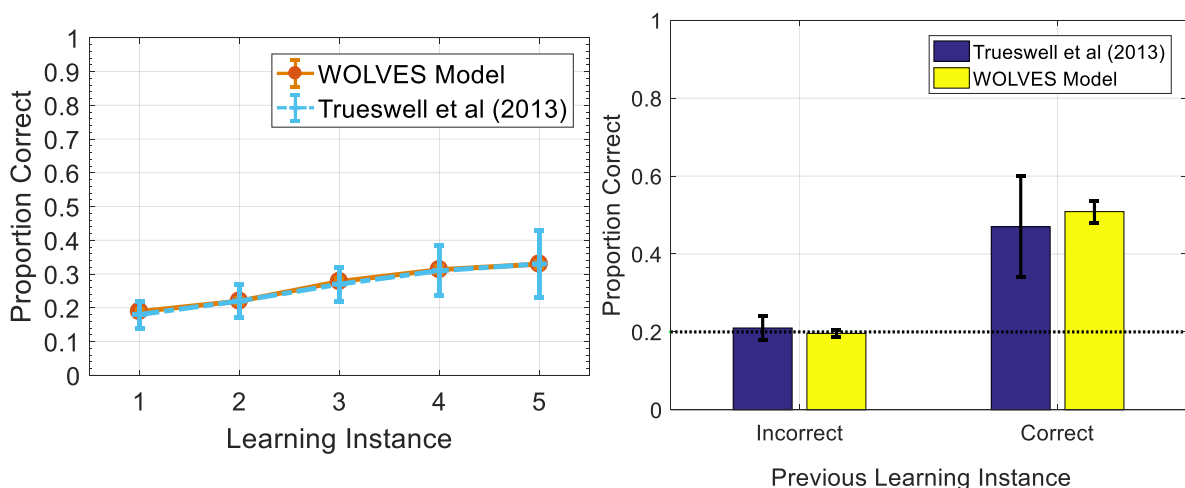 1
0.9
0.8
0.7
0.6
0.5
0.4
0.3
0.2
0.1
0
Proportion Correct
WOLVES Model
Trueswell et al (2013)
1 2 3 4 5
Learning Instance
1
0.8
0.6
0.4
0.2
0
Proportion Correct
Trueswell et al (2013)
WOLVES Model
Incorrect Correct
Previous Learning Instance